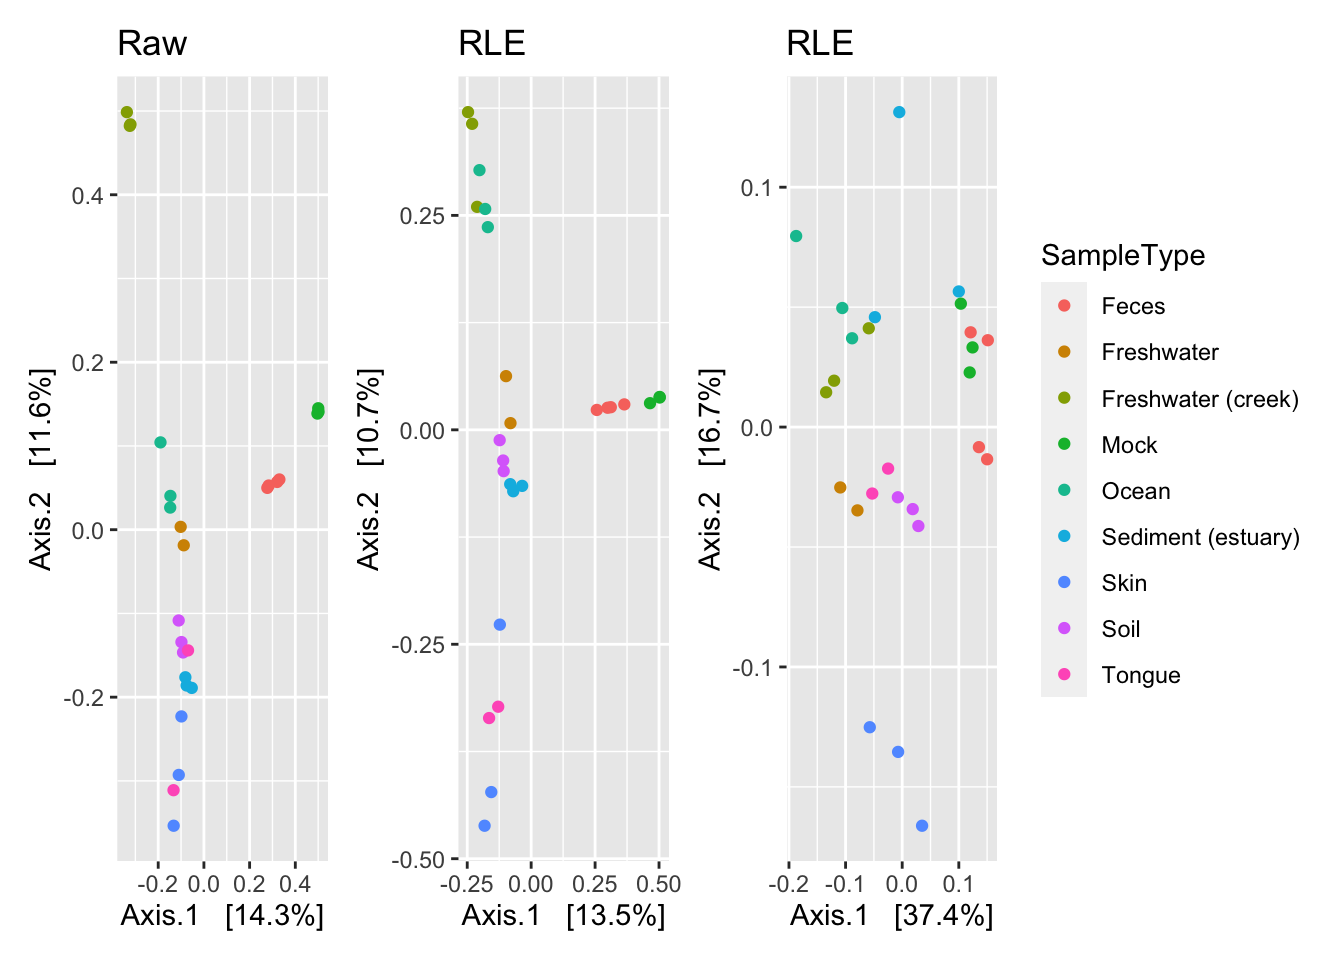 Raw
RLE
RLE
0.4
0.2
0.0
-0.2
Axis.2 [11.6%]
-0.2 0.0 0.2 0.4
Axis.1 [14.3%]
0.25
0.00
-0.25
-0.50
Axis.2 [10.7%]
-0.25 0.00 0.25 0.50
Axis.1 [13.5%]
0.1
0.0
-0.1
Axis.2 [16.7%]
-0.2 -0.1 0.0 0.1
Axis.1 [37.4%]
SampleType
Feces
Freshwater
Freshwater (creek)
Mock
Ocean
Sediment (estuary)
Skin
Soil
Tongue